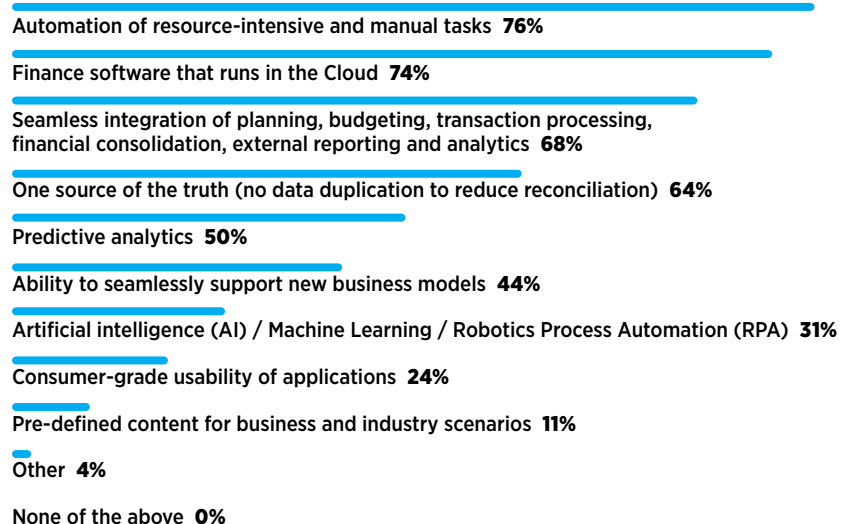 Automation of resource-intensive and manual tasks 76%
Finance software that runs in the Cloud 74%
Seamless integration of planning, budgeting, transaction processing,
financial consolidation, external reporting and analytics 68%
One source of the truth (no data duplication to reduce reconciliation) 64%
Predictive analytics 50%
Ability to seamlessly support new business models 44%
Artificial intelligence (AI) / Machine Learning / Robotics Process Automation (RPA) 31%
Consumer-grade usability of applications 24%
Pre-defined content for business and industry scenarios 11%
Other 4%
None of the above 0%